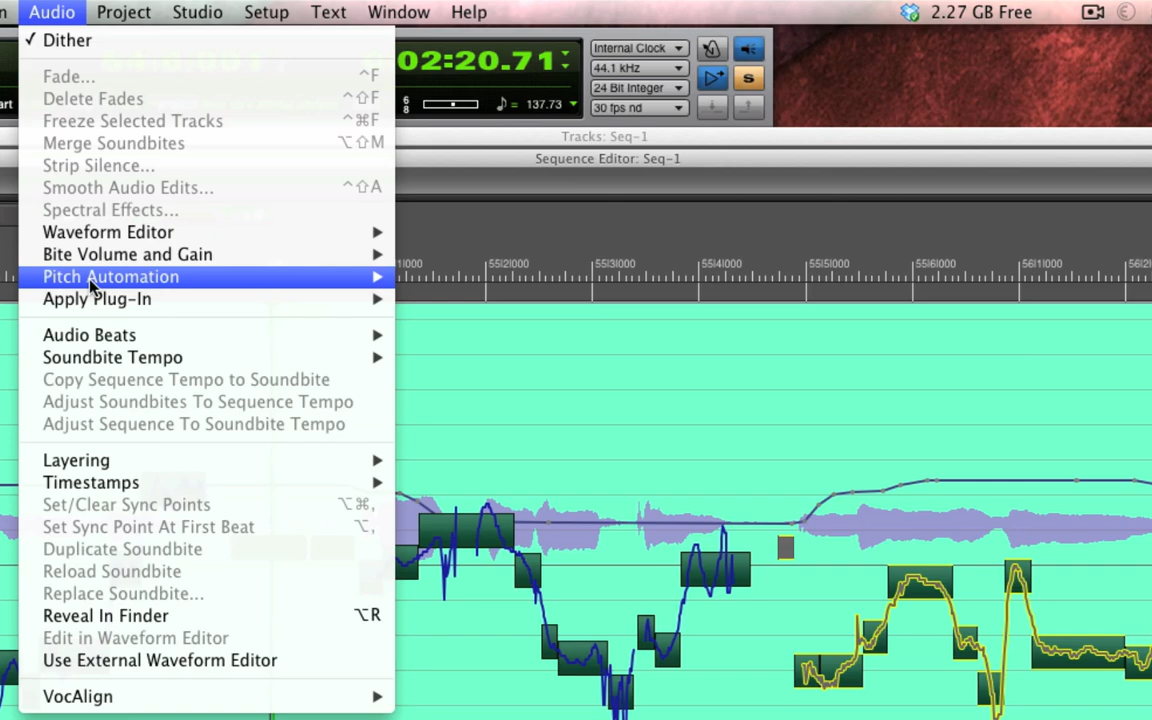 Audio Project Studio Setup Text Window Help 2.27 GB Free
✓ Dither
Fade... ^F
Delete Fades ^⇧F
Freeze Selected Tracks ^⌘F
Merge Soundbites ⌥⇧M
Strip Silence...
Smooth Audio Edits... ^⇧A
Spectral Effects...
Waveform Editor
Bite Volume and Gain
Pitch Automation
Apply Plug-In
Audio Beats
Soundbite Tempo
Copy Sequence Tempo to Soundbite
Adjust Soundbites To Sequence Tempo
Adjust Sequence To Soundbite Tempo
Layering
Timestamps
Set/Clear Sync Points ⌥⌘,
Set Sync Point At First Beat ⌥,
Duplicate Soundbite
Reload Soundbite
Replace Soundbite...
Reveal In Finder ⌥R
Edit in Waveform Editor
Use External Waveform Editor
VocAlign
02:20.71
6
8
♪= 137.73
Internal Clock
44.1 kHz
24 Bit Integer
30 fps nd
S
Tracks: Seq-1
Sequence Editor: Seq-1
55|2|000 55|3|000 55|4|000 55|5|000 55|6|000 56|1|000